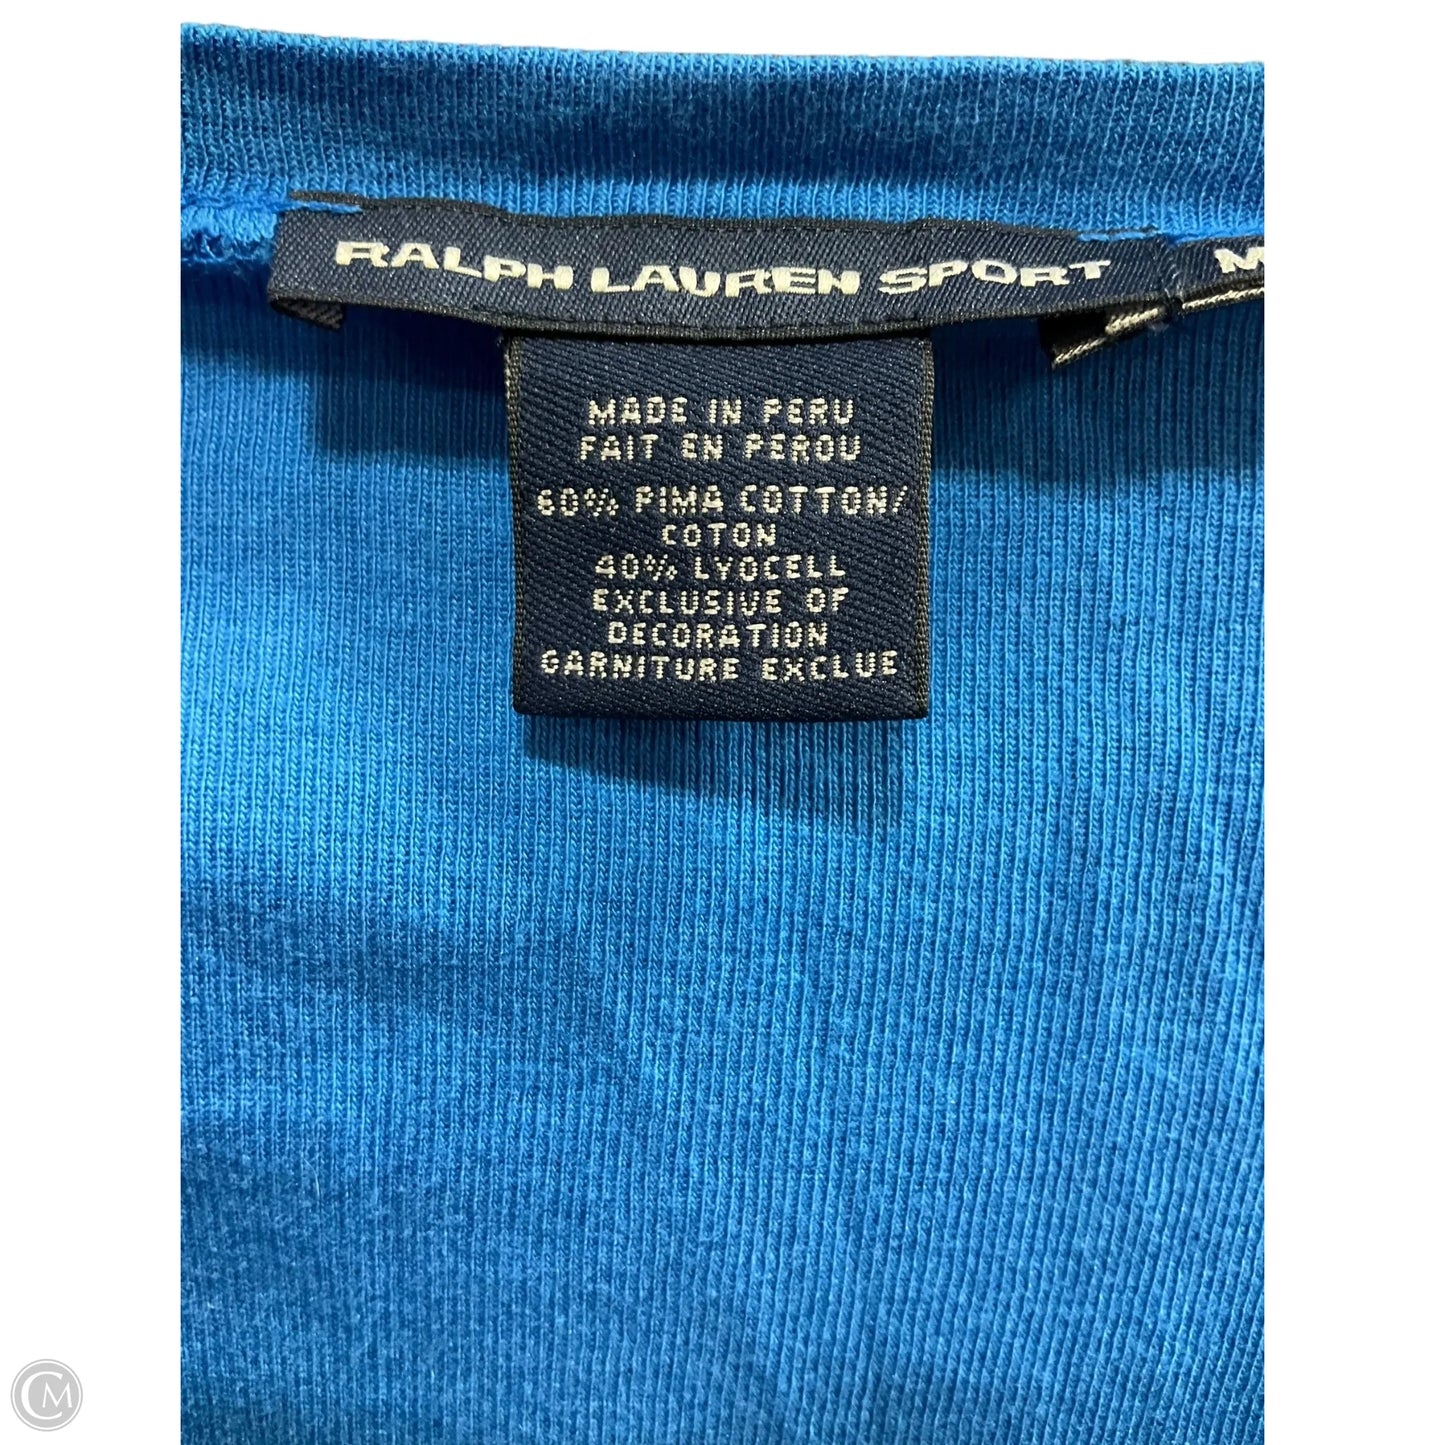 RALPH LAUREN SPORT
M
MADE IN PERU
FAIT EN PEROU
60% PIMA COTTON/
COTON
40% LYOCELL
EXCLUSIVE OF
DECORATION
GARNITURE EXCLUE
CM